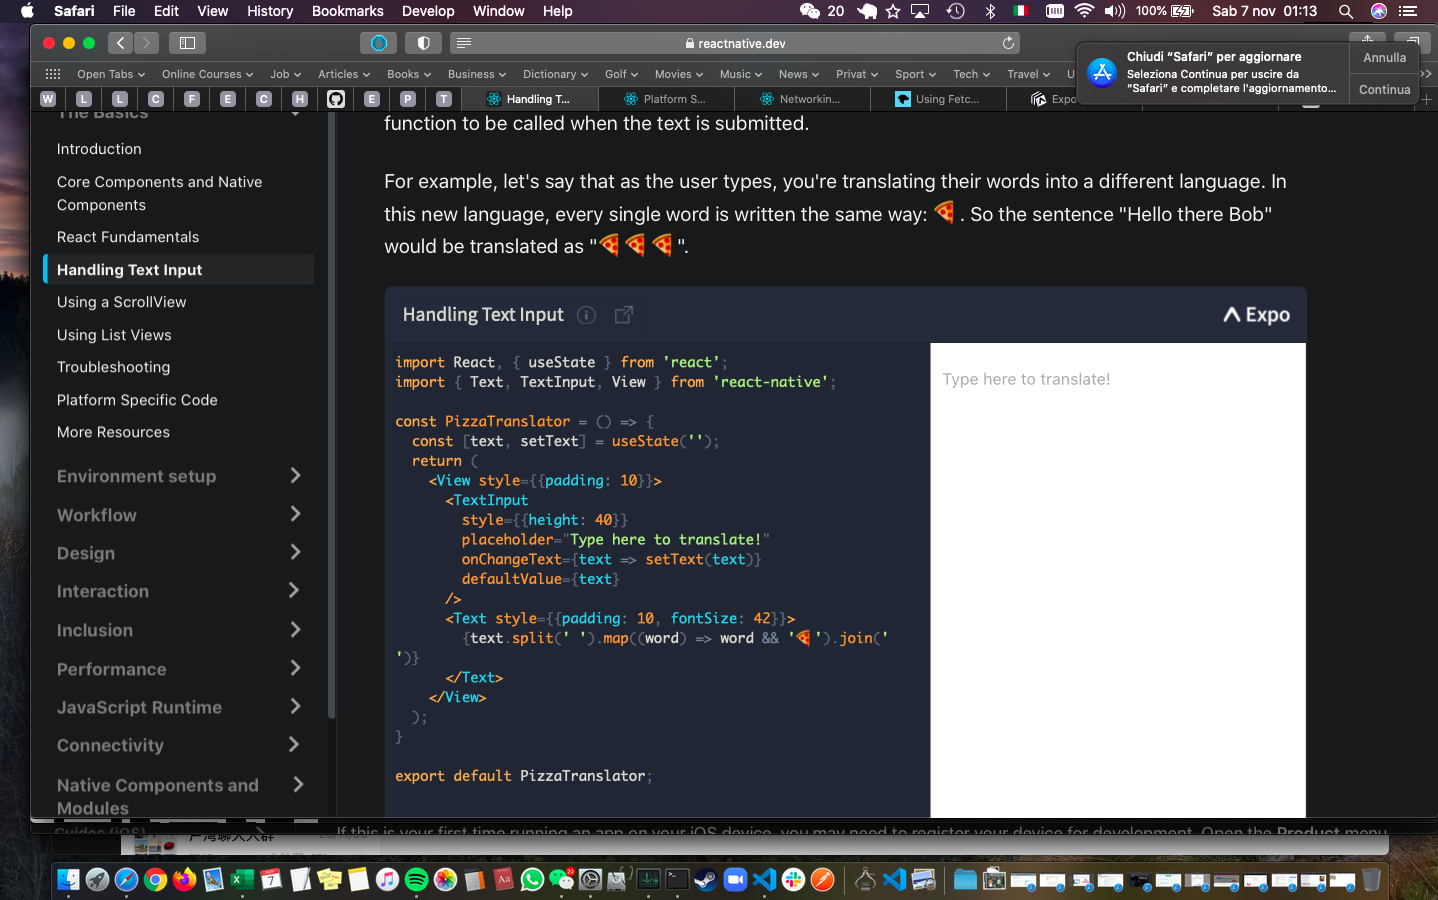 Safari File Edit View History Bookmarks Develop Window Help 20 100% Sab 7 nov 01:13
reactnative.dev
Chiudi “Safari” per aggiornare
Seleziona Continua per uscire da
“Safari” e completare l'aggiornamento...
Annulla
Continua
Open Tabs Online Courses Job Articles Books Business Dictionary Golf Movies Music News Privat Sport Tech Travel U
W L L C F E C H E P T Handling T... Platform S... Networkin... Using Fetc... Expo
The Basics
Introduction
Core Components and Native
Components
React Fundamentals
Handling Text Input
Using a ScrollView
Using List Views
Troubleshooting
Platform Specific Code
More Resources
Environment setup
Workflow
Design
Interaction
Inclusion
Performance
JavaScript Runtime
Connectivity
Native Components and
Modules
Guides (iOS)
function to be called when the text is submitted.
For example, let's say that as the user types, you're translating their words into a different language. In
this new language, every single word is written the same way: 🍕. So the sentence "Hello there Bob"
would be translated as "🍕🍕🍕".
Handling Text Input
Expo
import React, { useState } from 'react';
import { Text, TextInput, View } from 'react-native';
const PizzaTranslator = () => {
const [text, setText] = useState('');
return (
<View style={{padding: 10}}>
<TextInput
style={{height: 40}}
placeholder="Type here to translate!"
onChangeText={text => setText(text)}
defaultValue={text}
/>
<Text style={{padding: 10, fontSize: 42}}>
{text.split(' ').map((word) => word && '🍕').join('
')}
</Text>
</View>
);
}
export default PizzaTranslator;
Type here to translate!
If this is your first time running an app on your iOS device, you may need to register your device for development. Open the Product menu